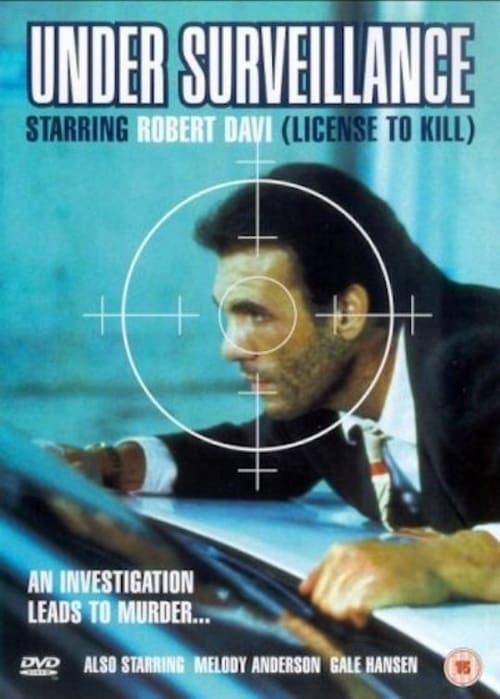 UNDER SURVEILLANCE
STARRING ROBERT DAVI (LICENSE TO KILL)
AN INVESTIGATION
LEADS TO MURDER...
DVD ALSO STARRING MELODY ANDERSON GALE HANSEN 15